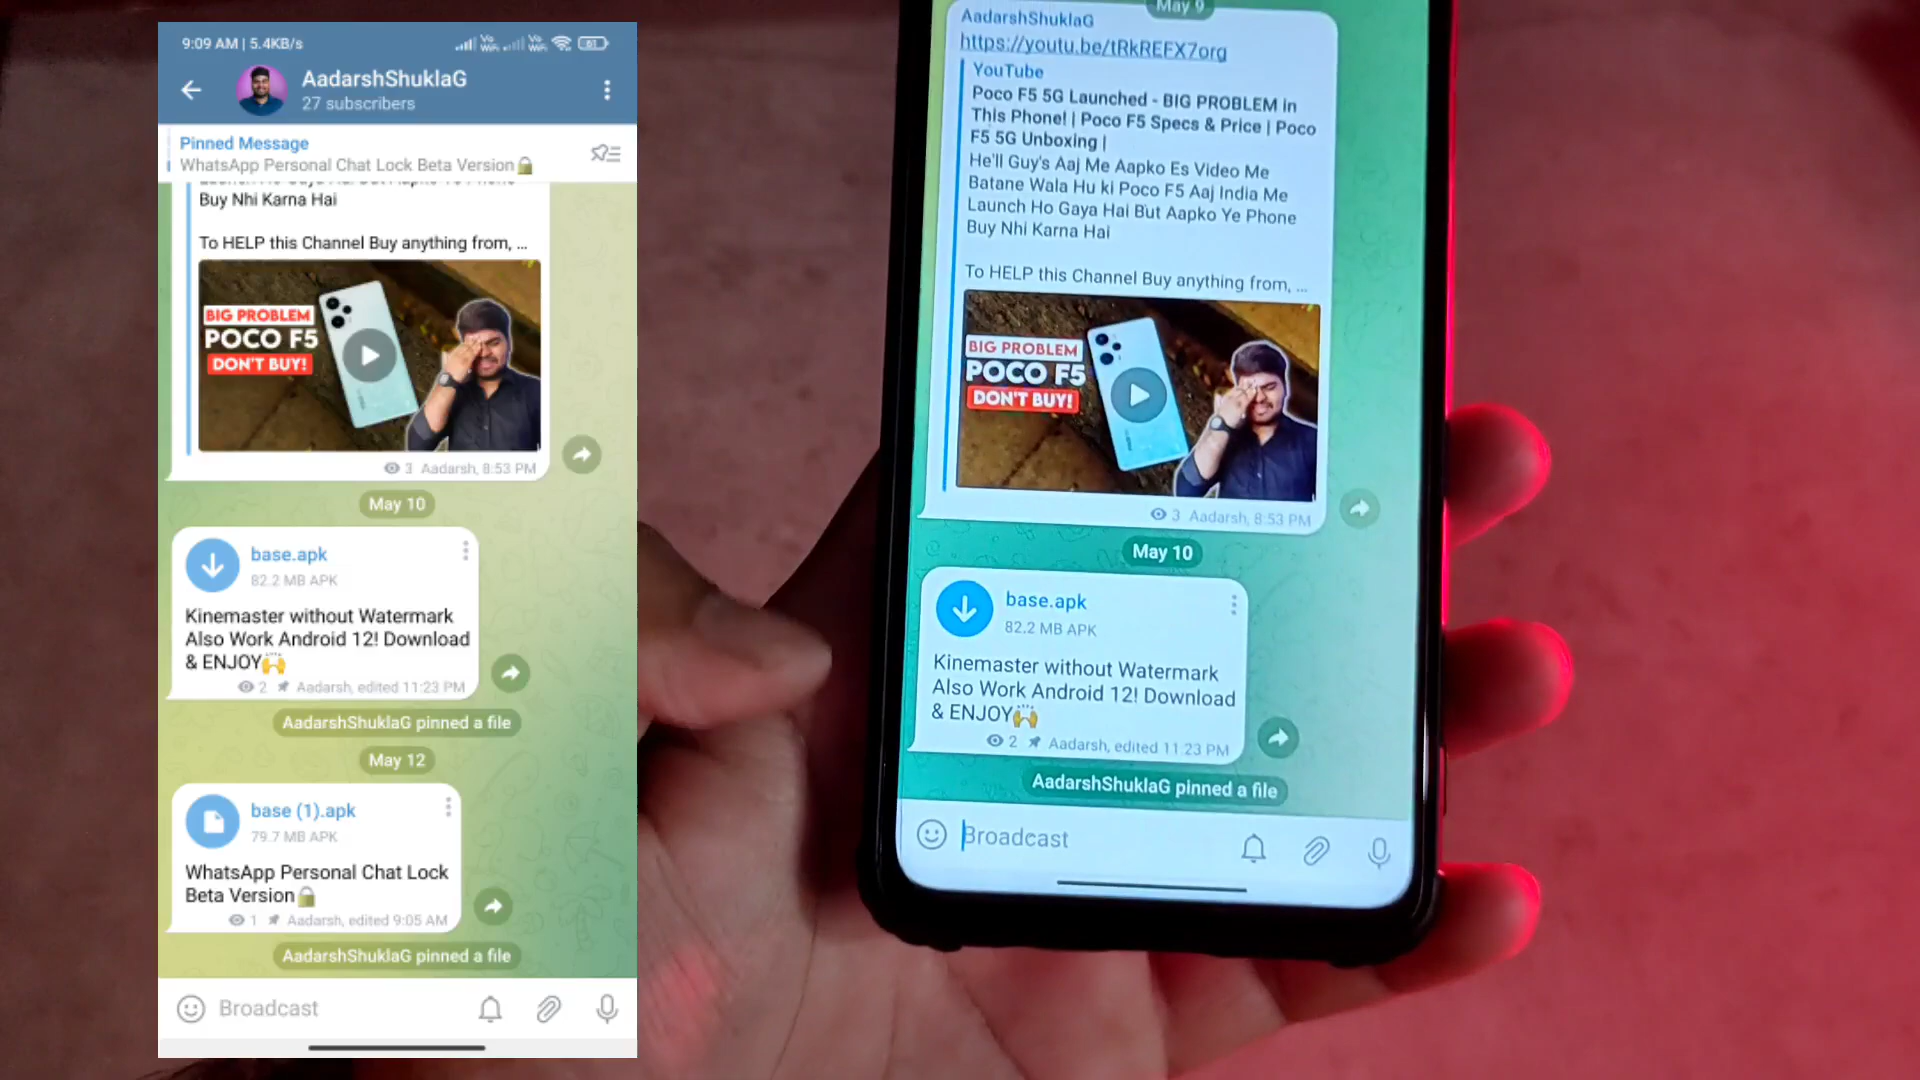 9:09 AM | 5.4KB/s
61
AadarshShuklaG
27 subscribers
Pinned Message
WhatsApp Personal Chat Lock Beta Version🔒
Buy Nhi Karna Hai
To HELP this Channel Buy anything from, ...
BIG PROBLEM
POCO F5
DON'T BUY!
3 Aadarsh, 8:53 PM
May 10
base.apk
82.2 MB APK
Kinemaster without Watermark
Also Work Android 12! Download
& ENJOY🙌
2 Aadarsh, edited 11:23 PM
AadarshShuklaG pinned a file
May 12
base (1).apk
79.7 MB APK
WhatsApp Personal Chat Lock
Beta Version🔒
1 Aadarsh, edited 9:05 AM
AadarshShuklaG pinned a file
Broadcast
May 9
AadarshShuklaG
https://youtu.be/tRkREFX7org
YouTube
Poco F5 5G Launched - BIG PROBLEM in
This Phone! | Poco F5 Specs & Price | Poco
F5 5G Unboxing |
He'll Guy's Aaj Me Aapko Es Video Me
Batane Wala Hu ki Poco F5 Aaj India Me
Launch Ho Gaya Hai But Aapko Ye Phone
Buy Nhi Karna Hai
To HELP this Channel Buy anything from, ...
BIG PROBLEM
POCO F5
DON'T BUY!
3 Aadarsh, 8:53 PM
May 10
base.apk
82.2 MB APK
Kinemaster without Watermark
Also Work Android 12! Download
& ENJOY🙌
2 Aadarsh, edited 11:23 PM
AadarshShuklaG pinned a file
Broadcast